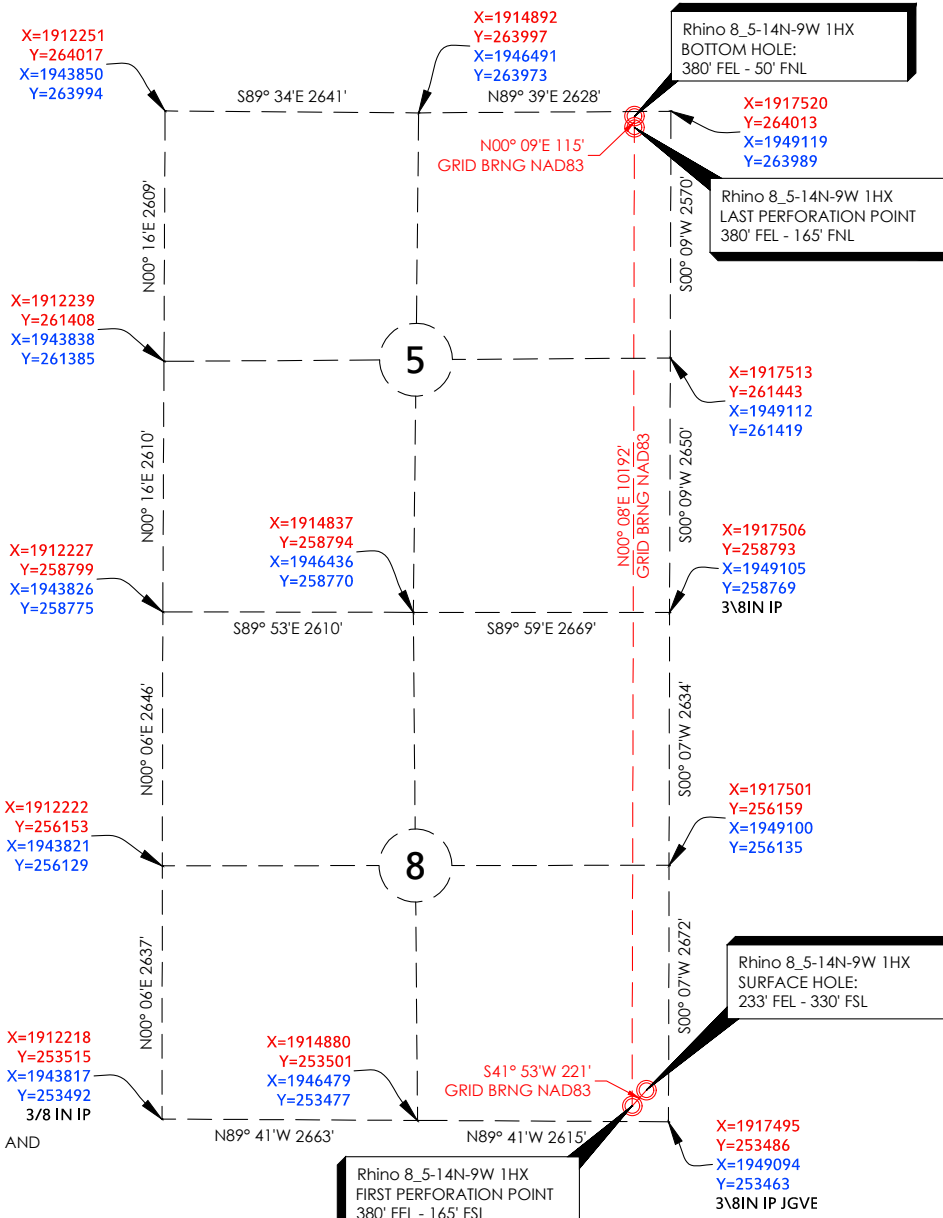 X=1912251
Y=264017
X=1943850
Y=263994
X=1914892
Y=263997
X=1946491
Y=263973
Rhino 8_5-14N-9W 1HX
BOTTOM HOLE:
380' FEL - 50' FNL
S89° 34'E 2641'
N89° 39'E 2628'
X=1917520
Y=264013
X=1949119
Y=263989
N00° 09'E 115'
GRID BRNG NAD83
Rhino 8_5-14N-9W 1HX
LAST PERFORATION POINT
380' FEL - 165' FNL
N00° 16'E 2609'
S00° 09'W 2570'
X=1912239
Y=261408
X=1943838
Y=261385
5
X=1917513
Y=261443
X=1949112
Y=261419
N00° 16'E 2610'
N00° 08'E 10192'
GRID BRNG NAD83
S00° 09'W 2650'
X=1912227
Y=258799
X=1943826
Y=258775
X=1914837
Y=258794
X=1946436
Y=258770
X=1917506
Y=258793
X=1949105
Y=258769
3\8IN IP
S89° 53'E 2610'
S89° 59'E 2669'
N00° 06'E 2646'
S00° 07'W 2634'
X=1912222
Y=256153
X=1943821
Y=256129
8
X=1917501
Y=256159
X=1949100
Y=256135
N00° 06'E 2637'
S00° 07'W 2672'
Rhino 8_5-14N-9W 1HX
SURFACE HOLE:
233' FEL - 330' FSL
X=1912218
Y=253515
X=1943817
Y=253492
3/8 IN IP
X=1914880
Y=253501
X=1946479
Y=253477
S41° 53'W 221'
GRID BRNG NAD83
AND
N89° 41'W 2663'
N89° 41'W 2615'
X=1917495
Y=253486
X=1949094
Y=253463
3\8IN IP JGVE
Rhino 8_5-14N-9W 1HX
FIRST PERFORATION POINT
380' FEL - 165' FSL